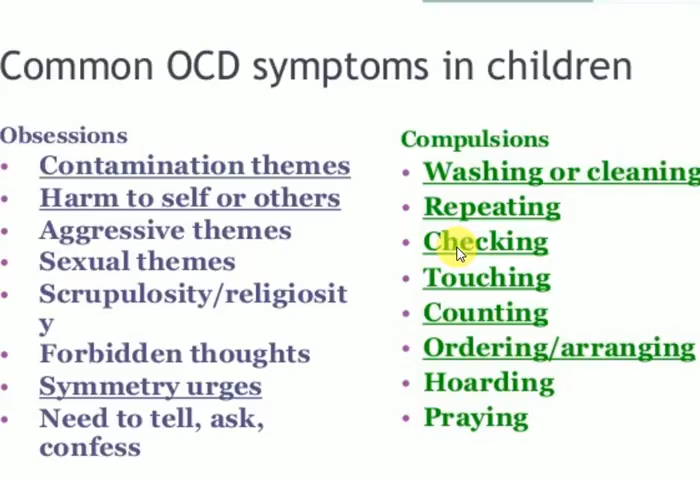 Common OCD symptoms in children
Obsessions
• Contamination themes
• Harm to self or others
• Aggressive themes
• Sexual themes
• Scrupulosity/religiosit
y
• Forbidden thoughts
• Symmetry urges
• Need to tell, ask,
confess
Compulsions
• Washing or cleaning
• Repeating
• Checking
• Touching
• Counting
• Ordering/arranging
• Hoarding
• Praying